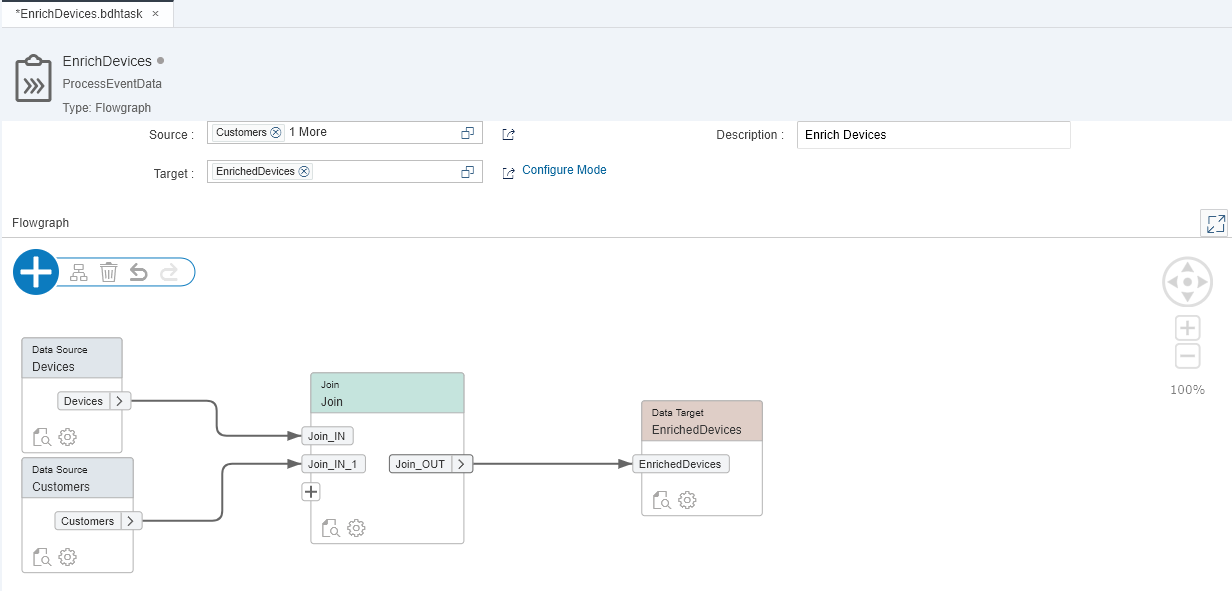 *EnrichDevices.bdhtask ×
EnrichDevices
ProcessEventData
Type: Flowgraph
Source : Customers 1 More
Description : Enrich Devices
Target : EnrichedDevices
Configure Mode
Flowgraph
100%
Data Source
Devices
Devices
Data Source
Customers
Customers
Join
Join
Join_IN
Join_IN_1
Join_OUT
Data Target
EnrichedDevices
EnrichedDevices